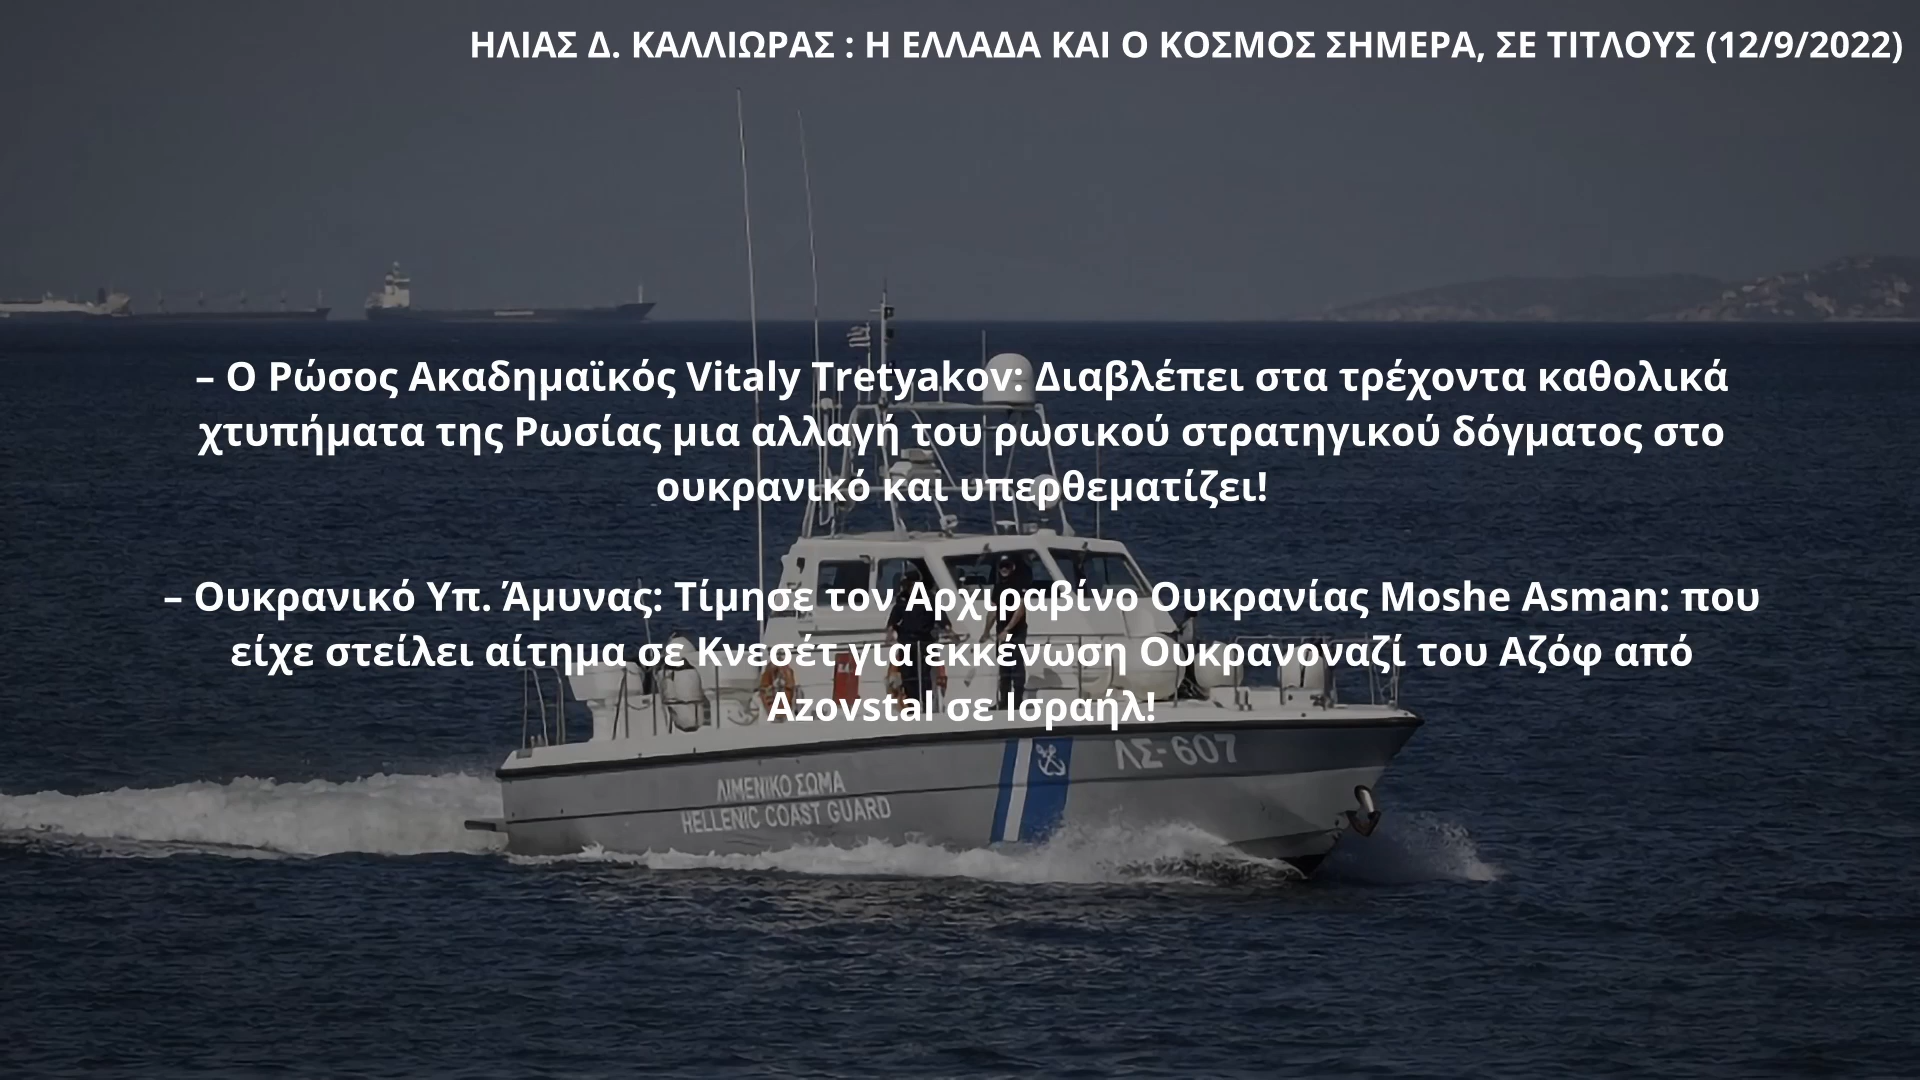 ΗΛΙΑΣ Δ. ΚΑΛΛΙΩΡΑΣ : Η ΕΛΛΑΔΑ ΚΑΙ Ο ΚΟΣΜΟΣ ΣΗΜΕΡΑ, ΣΕ ΤΙΤΛΟΥΣ (12/9/2022)
– Ο Ρώσος Ακαδημαϊκός Vitaly Tretyakov: Διαβλέπει στα τρέχοντα καθολικά
χτυπήματα της Ρωσίας μια αλλαγή του ρωσικού στρατηγικού δόγματος στο
ουκρανικό και υπερθεματίζει!
– Ουκρανικό Υπ. Άμυνας: Τίμησε τον Αρχιραβίνο Ουκρανίας Moshe Asman: που
είχε στείλει αίτημα σε Κνεσέτ για εκκένωση Ουκρανοναζί του Αζόφ από
Azovstal σε Ισραήλ!
ΛΣ-607
ΛΙΜΕΝΙΚΟ ΣΩΜΑ
HELLENIC COAST GUARD